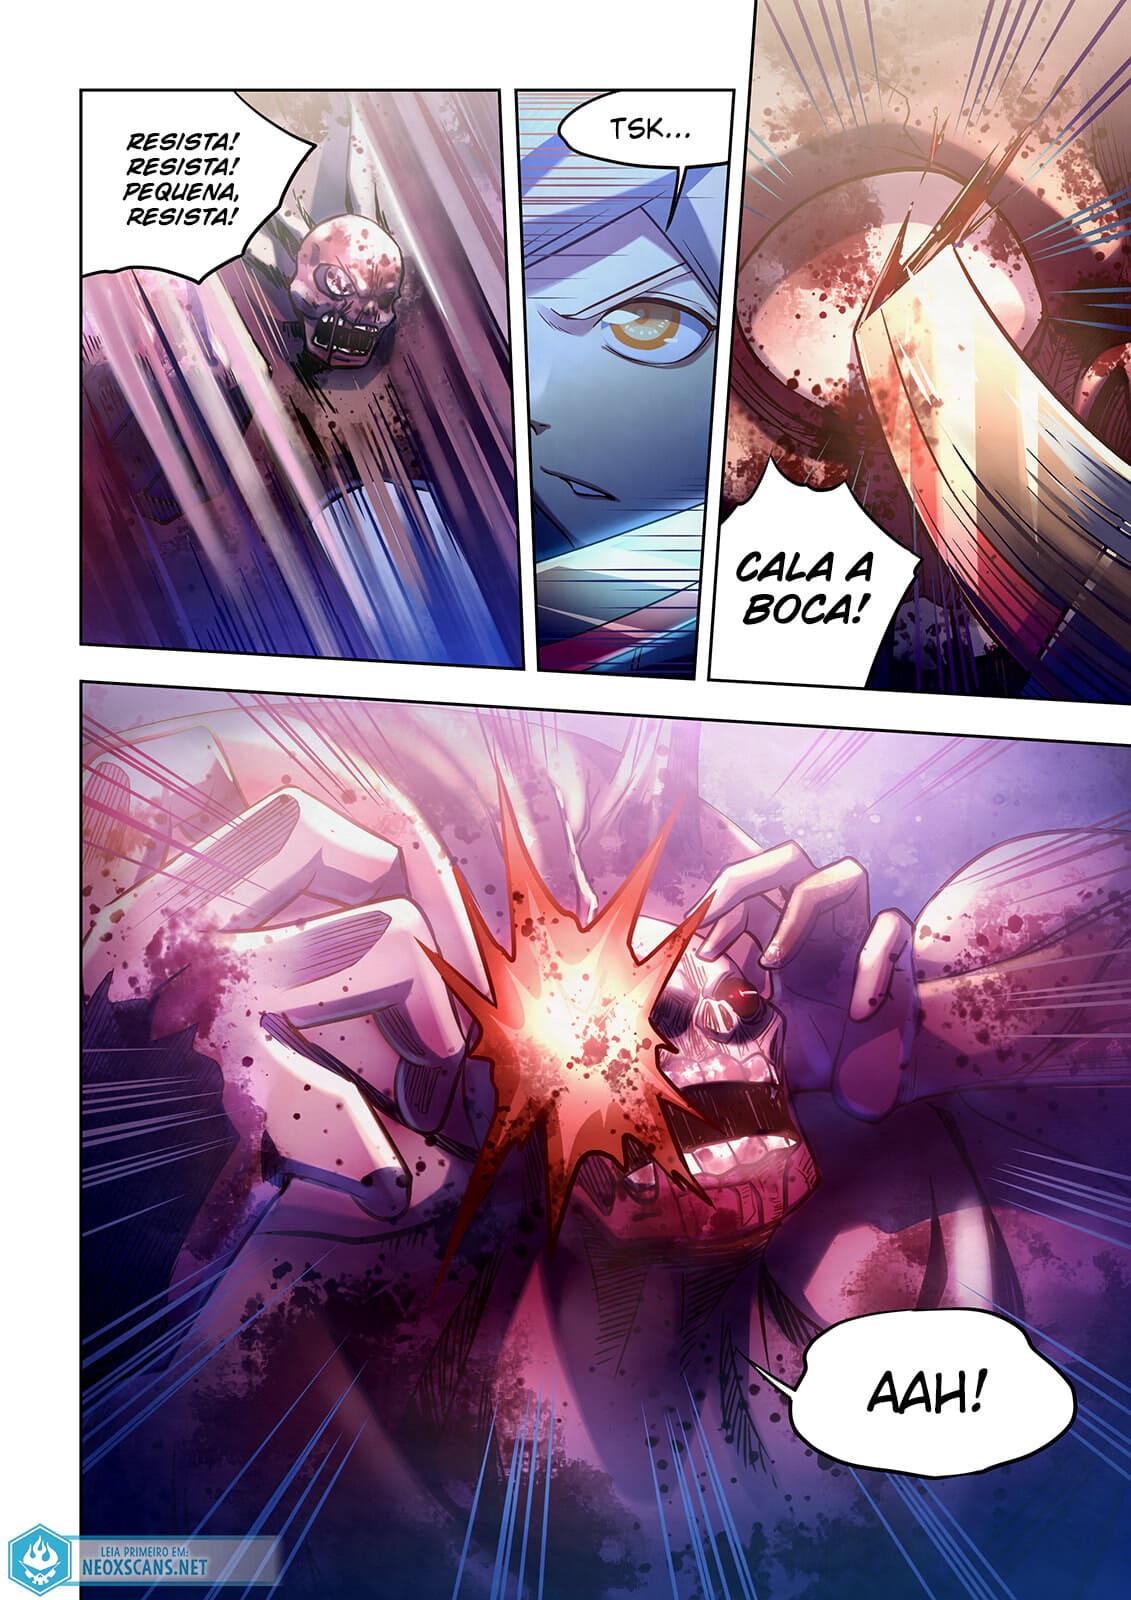 RESISTA!
RESISTA!
PEQUENA,
RESISTA!
TSK...
CALA A
BOCA!
AAH!
LEIA PRIMEIRO EM:
NEOXSCANS.NET